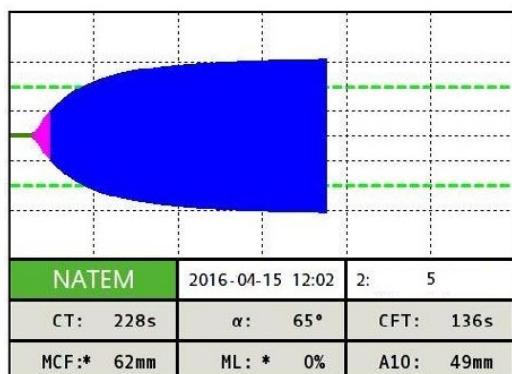 NATEM 2016-04-15 12:02 2: 5
CT: 228s α: 65° CFT: 136s
MCF:* 62mm ML: * 0% A10: 49mm